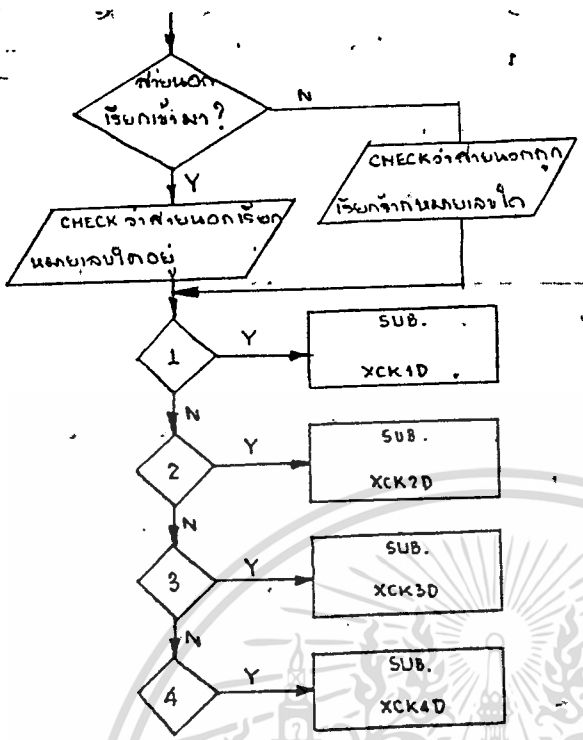 สายนอก
เรียกเข้ามา?
N
Y
CHECK ว่าสายนอกถูก
เรียกจากหมายเลขใด
CHECK ว่าสายนอกเรียก
หมายเลขใดอยู่
1
Y
SUB.
XCK1D
N
2
Y
SUB.
XCK2D
N
3
Y
SUB.
XCK3D
N
4
Y
SUB.
XCK4D